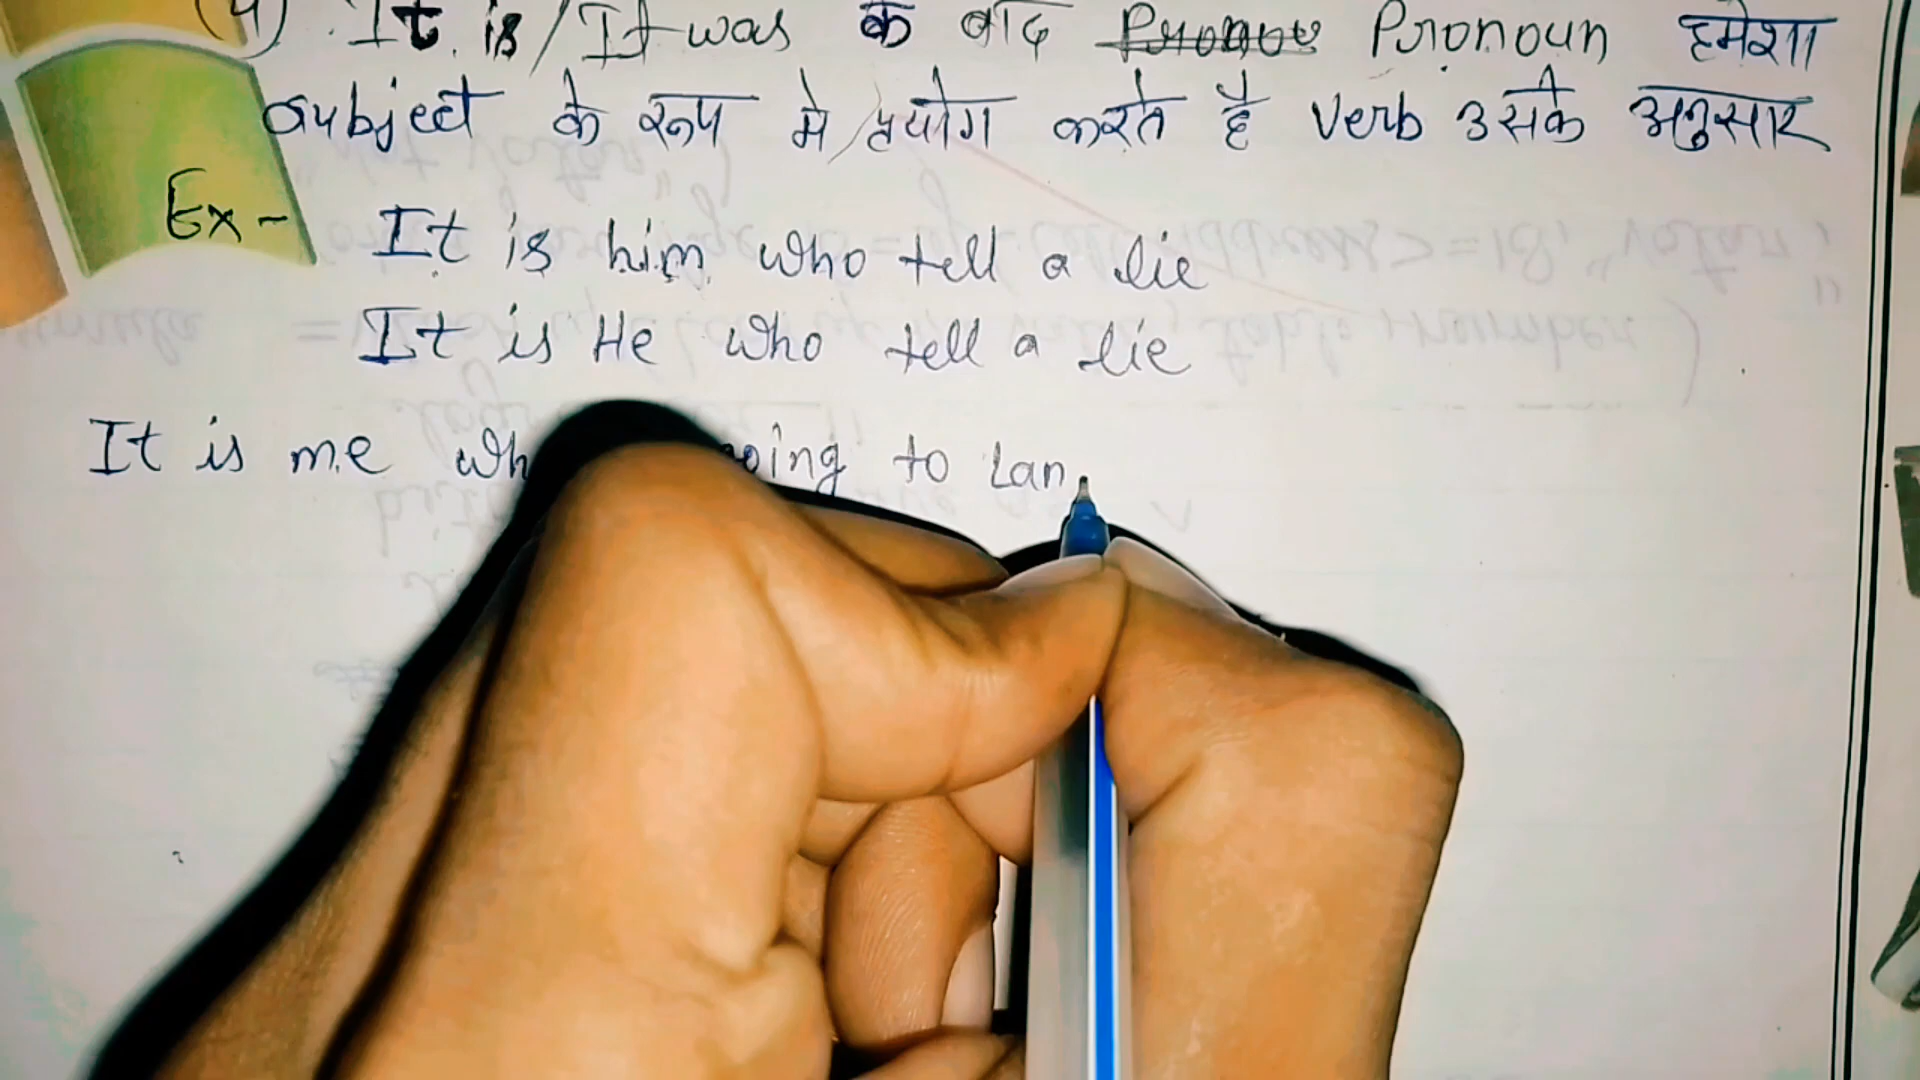 (4) It is/It was के बाद Pronoun हमेशा
Subject के रूप मे प्रयोग करते है verb उसके अनुसार
Ex- It is him who tell a lie
It is He who tell a lie
It is me wh oing to Lan